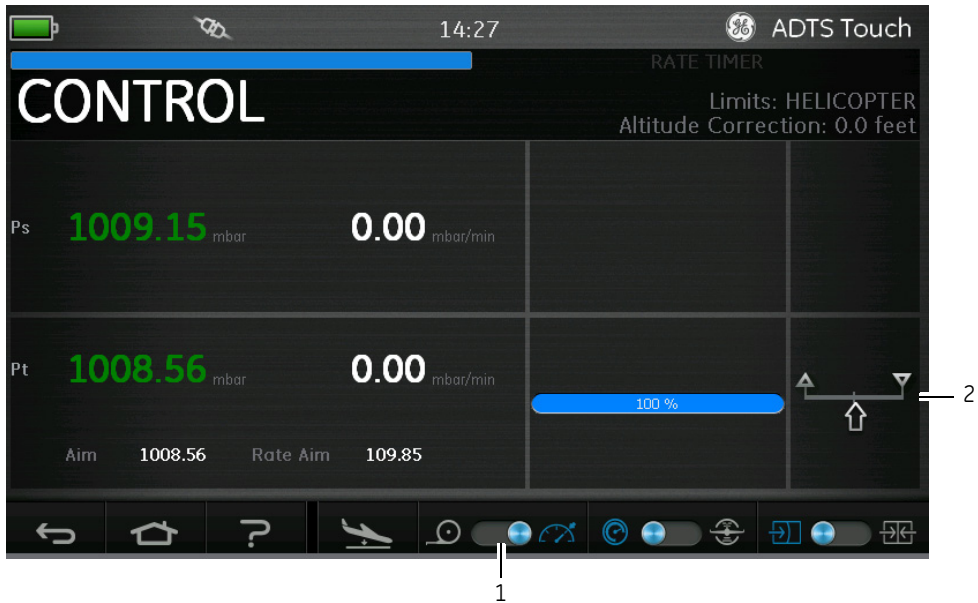 14:27
ADTS Touch
RATE TIMER
CONTROL
Limits: HELICOPTER
Altitude Correction: 0.0 feet
Ps 1009.15 mbar 0.00 mbar/min
Pt 1008.56 mbar 0.00 mbar/min
100 %
2
Aim 1008.56 Rate Aim 109.85
?
1